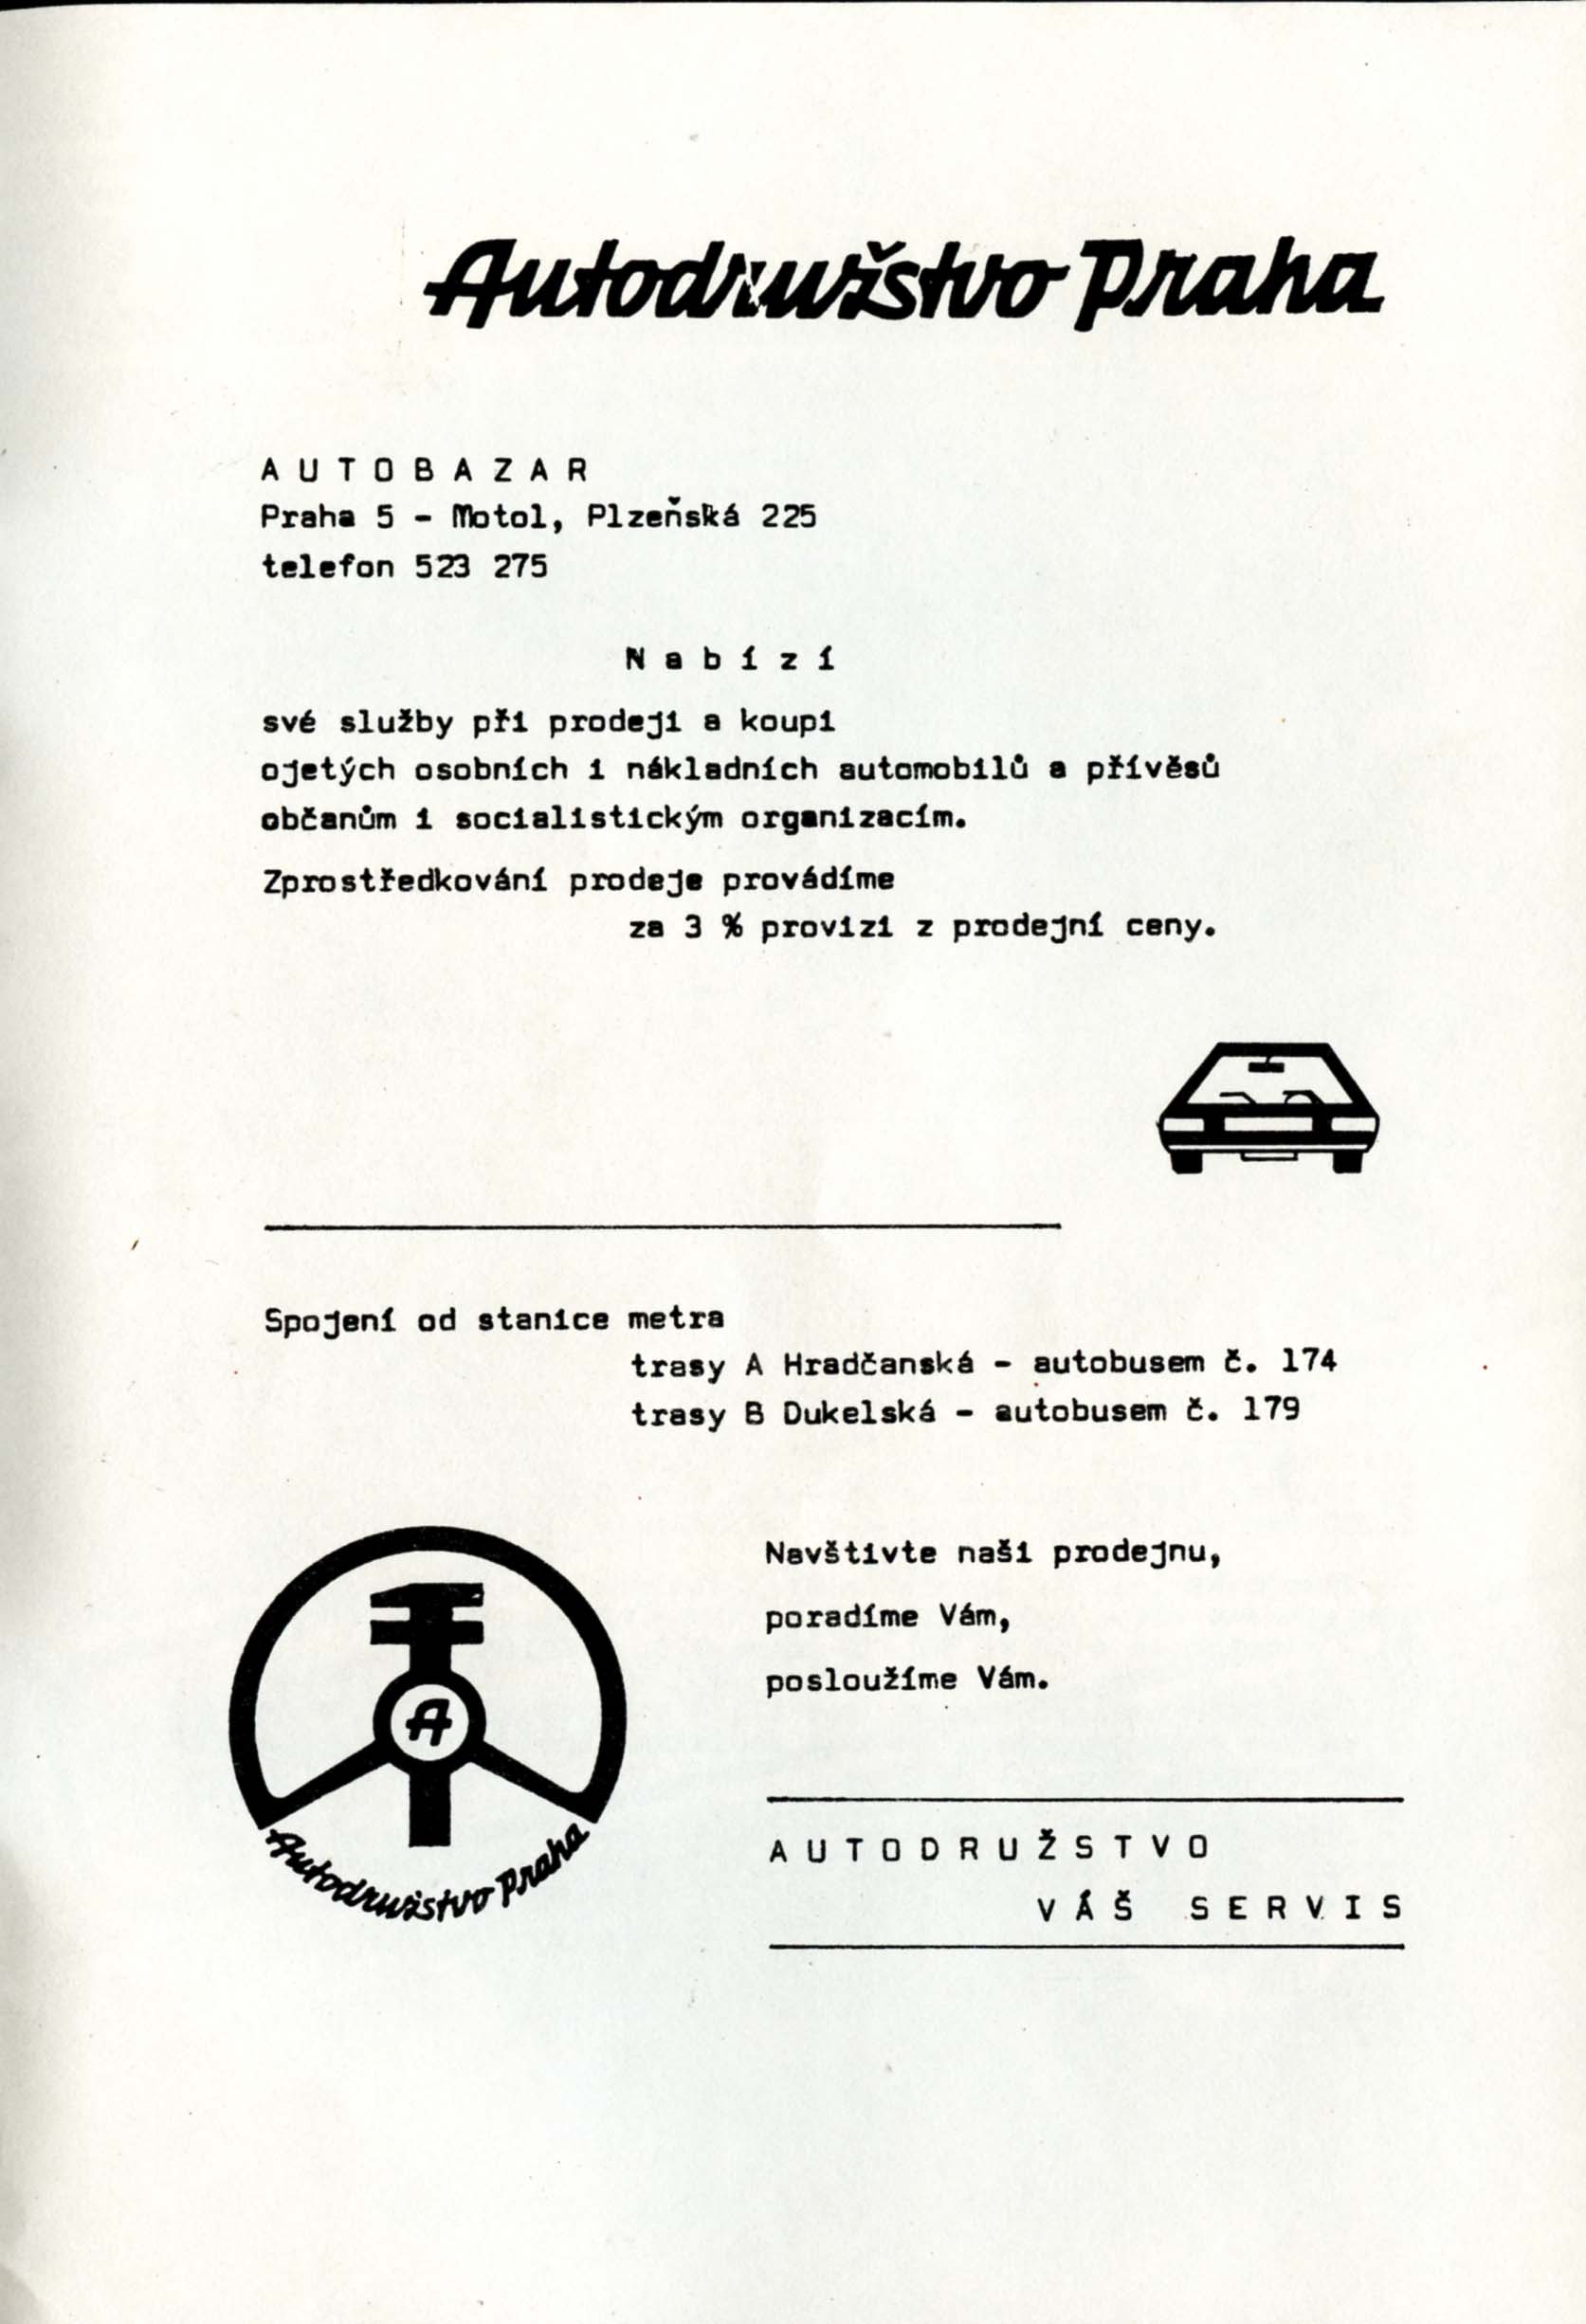 Autodružstvo Praha
A U T O B A Z A R
Praha 5 - Motol, Plzeňská 225
telefon 523 275
N a b í z í
své služby při prodeji a koupi
ojetých osobních i nákladních automobilů a přívěsů
občanům i socialistickým organizacím.
Zprostředkování prodeje provádíme
za 3 % provizi z prodejní ceny.
Spojení od stanice metra
trasy A Hradčanská - autobusem č. 174
trasy B Dukelská - autobusem č. 179
Navštivte naši prodejnu,
poradíme Vám,
posloužíme Vám.
A
Autodružstvo Praha
A U T O D R U Ž S T V O
V Á Š S E R V I S